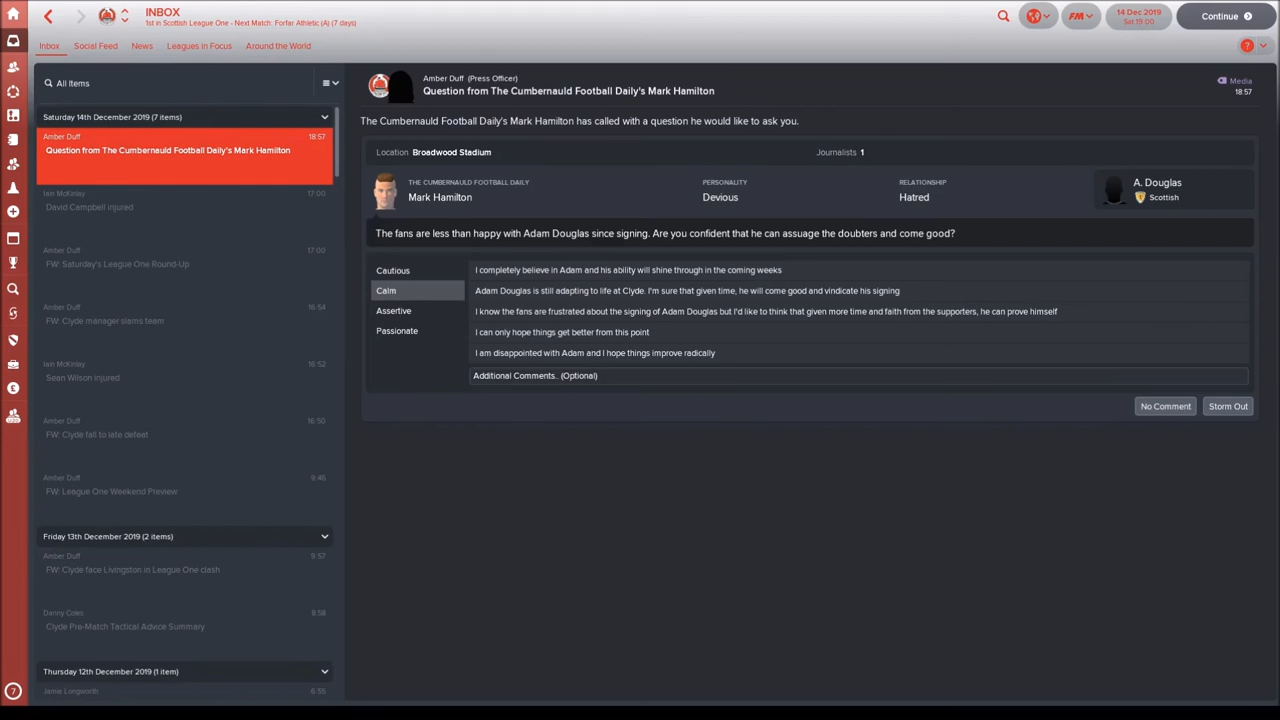 INBOX
1st in Scottish League One - Next Match: Forfar Athletic (A) (7 days)
FM
14 Dec 2019
Sat 19:00
Continue
Inbox
Social Feed
News
Leagues in Focus
Around the World
?
All Items
Saturday 14th December 2019 (7 items)
Amber Duff 18:57
Question from The Cumbernauld Football Daily's Mark Hamilton
Iain McKinlay 17:00
David Campbell injured
Amber Duff 17:00
FW: Saturday's League One Round-Up
Amber Duff 16:54
FW: Clyde manager slams team
Iain McKinlay 16:52
Sean Wilson injured
Amber Duff 16:50
FW: Clyde fall to late defeat
Amber Duff 9:46
FW: League One Weekend Preview
Friday 13th December 2019 (2 items)
Amber Duff 9:57
FW: Clyde face Livingston in League One clash
Danny Coles 9:58
Clyde Pre-Match Tactical Advice Summary
Thursday 12th December 2019 (1 item)
Jamie Longworth 6:55
Amber Duff (Press Officer)
Question from The Cumbernauld Football Daily's Mark Hamilton
Media
18:57
The Cumbernauld Football Daily's Mark Hamilton has called with a question he would like to ask you.
Location Broadwood Stadium
Journalists 1
THE CUMBERNAULD FOOTBALL DAILY
Mark Hamilton
PERSONALITY
Devious
RELATIONSHIP
Hatred
A. Douglas
Scottish
The fans are less than happy with Adam Douglas since signing. Are you confident that he can assuage the doubters and come good?
Cautious
Calm
Assertive
Passionate
I completely believe in Adam and his ability will shine through in the coming weeks
Adam Douglas is still adapting to life at Clyde. I'm sure that given time, he will come good and vindicate his signing
I know the fans are frustrated about the signing of Adam Douglas but I'd like to think that given more time and faith from the supporters, he can prove himself
I can only hope things get better from this point
I am disappointed with Adam and I hope things improve radically
Additional Comments.. (Optional)
No Comment
Storm Out
7